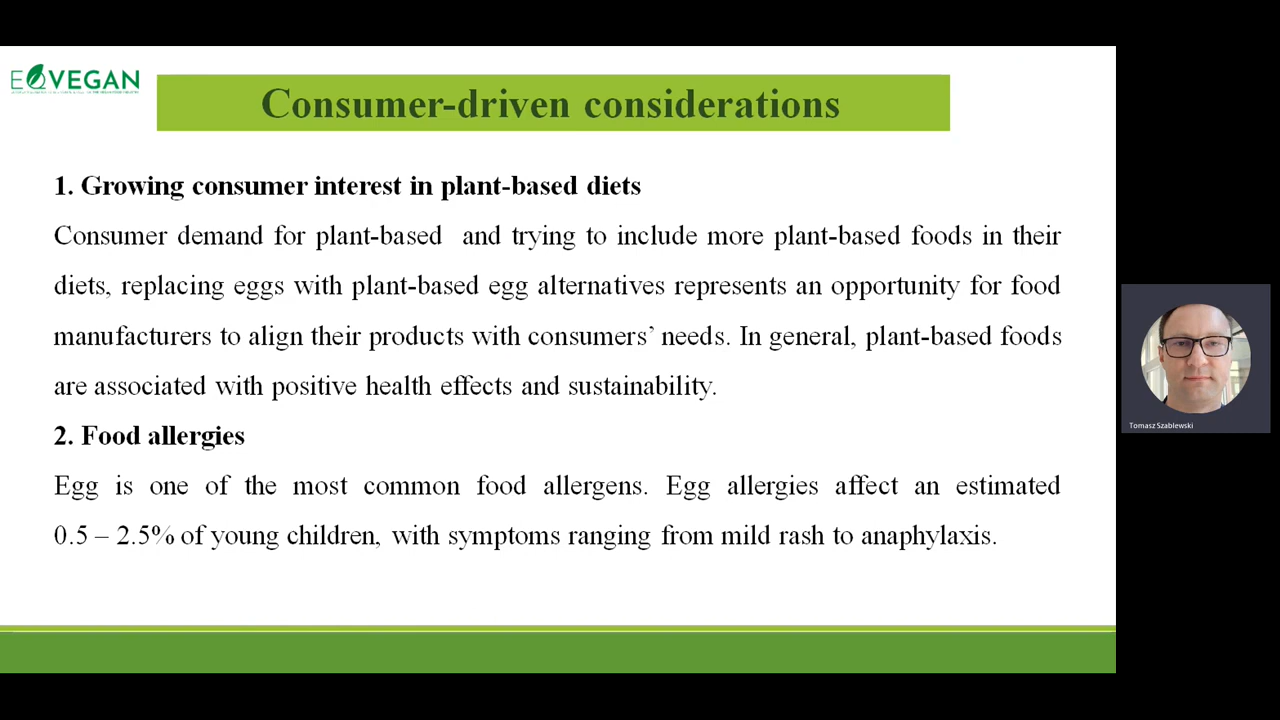 EQVEGAN
Consumer-driven considerations
1. Growing consumer interest in plant-based diets
Consumer demand for plant-based and trying to include more plant-based foods in their
diets, replacing eggs with plant-based egg alternatives represents an opportunity for food
manufacturers to align their products with consumers’ needs. In general, plant-based foods
are associated with positive health effects and sustainability.
2. Food allergies
Egg is one of the most common food allergens. Egg allergies affect an estimated
0.5 – 2.5% of young children, with symptoms ranging from mild rash to anaphylaxis.
Tomasz Szablewski